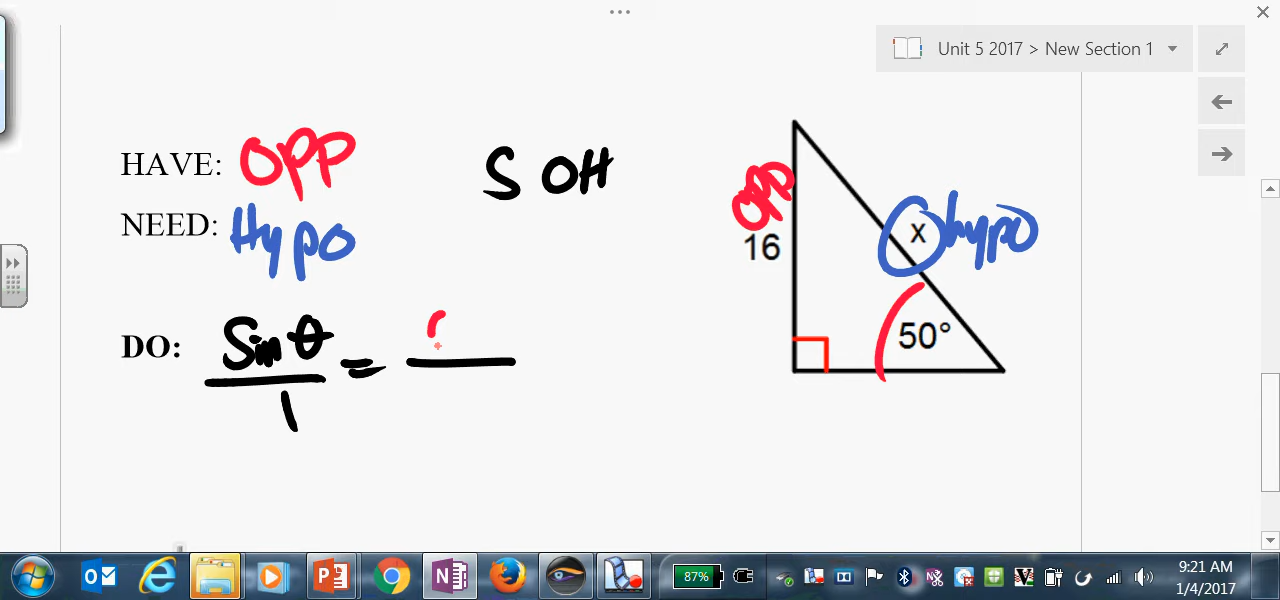 Unit 5 2017 > New Section 1
HAVE: OPP
S OH
NEED: Hypo
OPP
16
x
hypo
50°
DO: Sin θ
=
1
87%
9:21 AM
1/4/2017